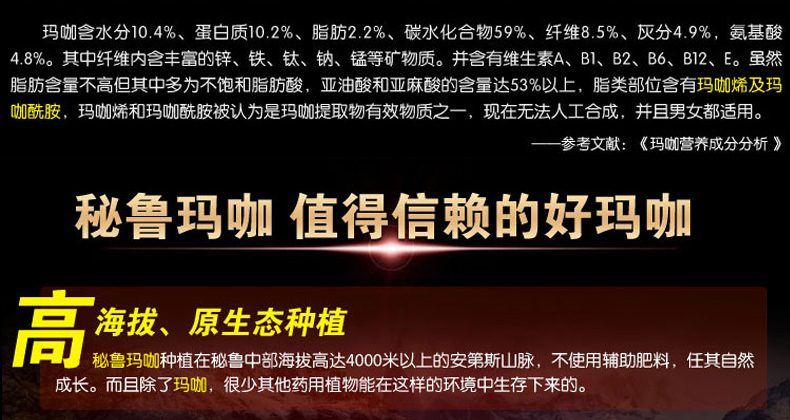 玛咖含水分10.4%、蛋白质10.2%、脂肪2.2%、碳水化合物59%、纤维8.5%、灰分4.9%，氨基酸
4.8%。其中纤维内含丰富的锌、铁、钛、钠、锰等矿物质。并含有维生素A、B1、B2、B6、B12、E。虽然
脂肪含量不高但其中多为不饱和脂肪酸，亚油酸和亚麻酸的含量达53%以上，脂类部位含有玛咖烯及玛
咖酰胺，玛咖烯和玛咖酰胺被认为是玛咖提取物有效物质之一，现在无法人工合成，并且男女都适用。
——参考文献：《玛咖营养成分分析 》
秘鲁玛咖 值得信赖的好玛咖
高海拔、原生态种植
秘鲁玛咖种植在秘鲁中部海拔高达4000米以上的安第斯山脉，不使用辅助肥料，任其自然
成长。而且除了玛咖，很少其他药用植物能在这样的环境中生存下来的。